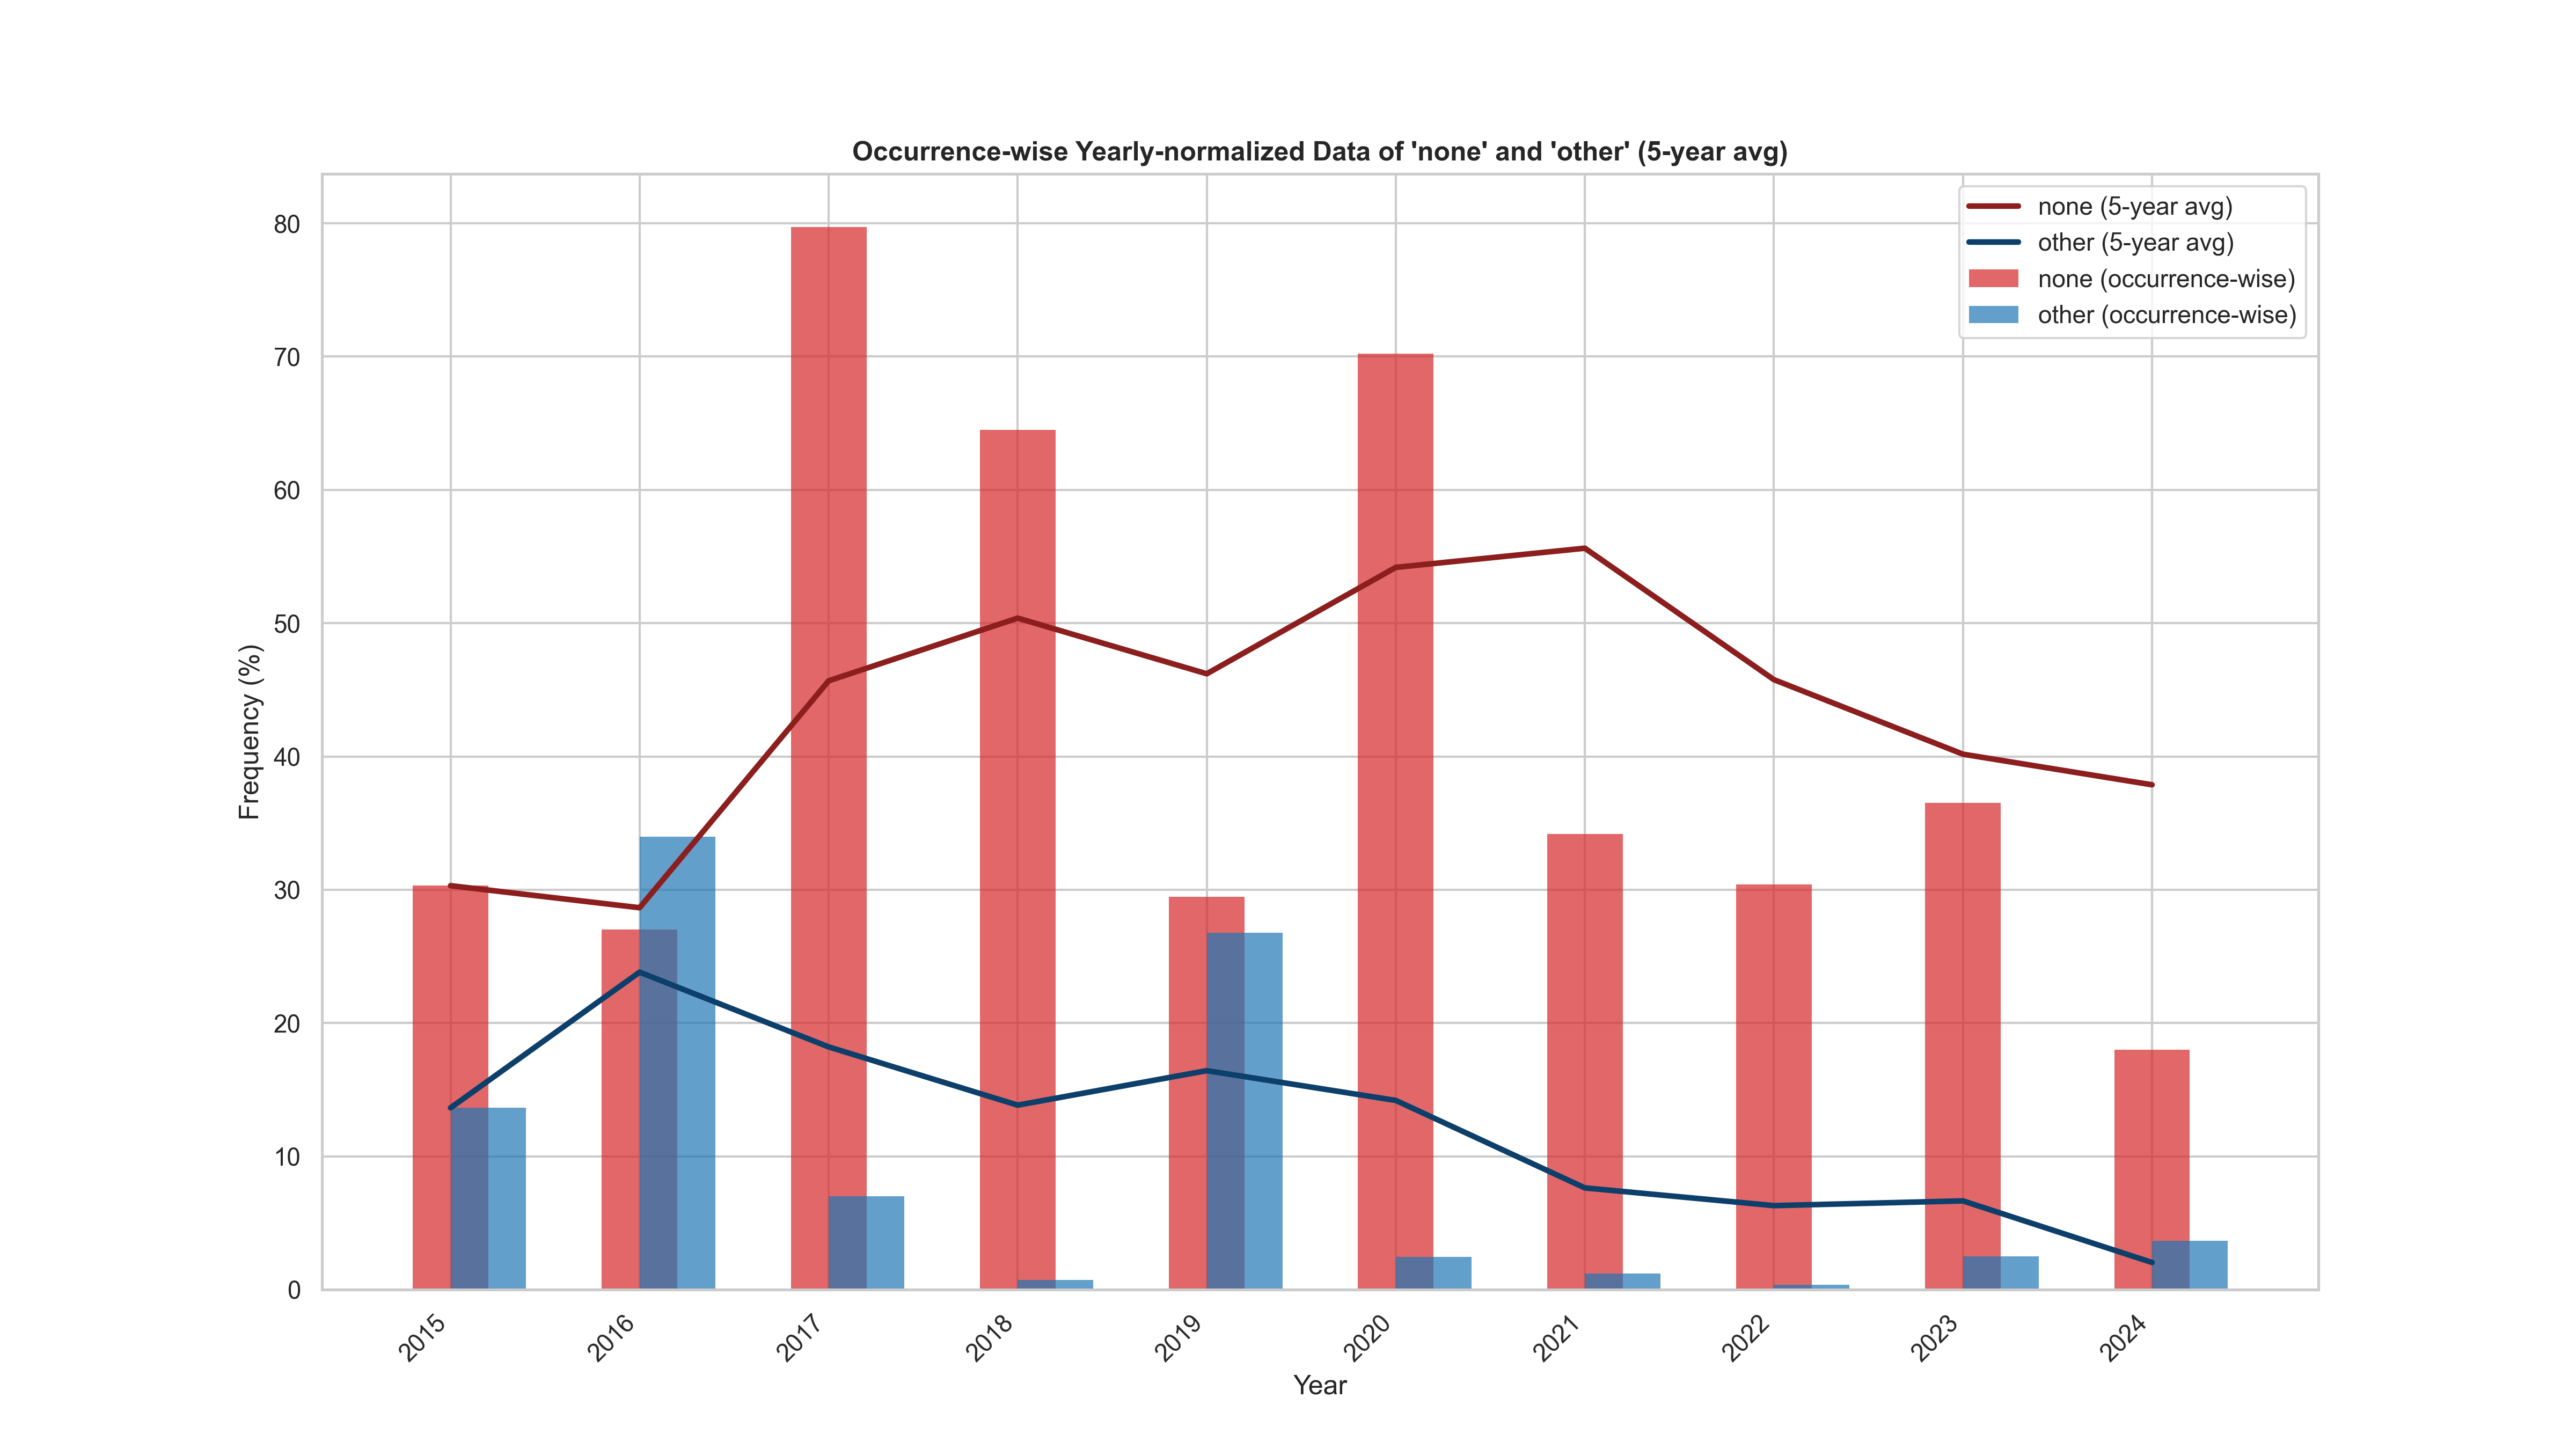 Occurrence-wise Yearly-normalized Data of 'none' and 'other' (5-year avg)
none (5-year avg)
other (5-year avg)
none (occurrence-wise)
other (occurrence-wise)
Frequency (%)
80
70
60
50
40
30
20
10
0
2015
2016
2017
2018
2019
2020
2021
2022
2023
2024
Year